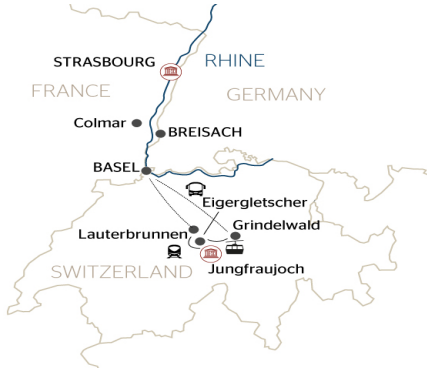 STRASBOURG
RHINE
FRANCE
GERMANY
Colmar
BREISACH
BASEL
Eigergletscher
Grindelwald
Lauterbrunnen
SWITZERLAND
Jungfraujoch